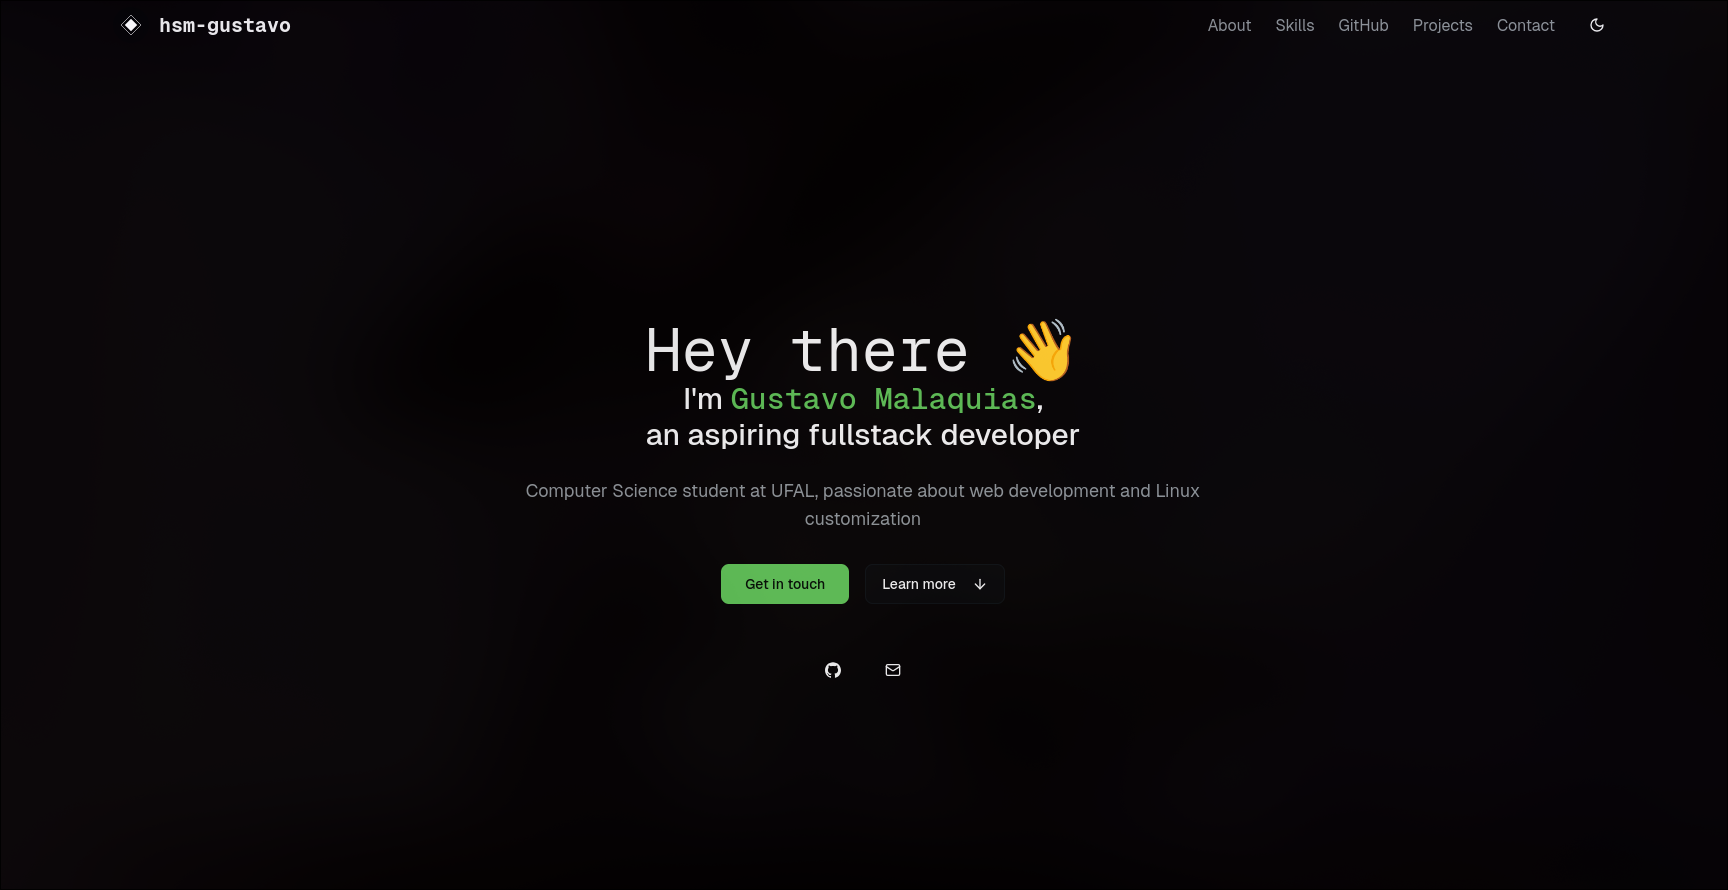 hsm-gustavo
About Skills GitHub Projects Contact
Hey there 👋
I'm Gustavo Malaquias,
an aspiring fullstack developer
Computer Science student at UFAL, passionate about web development and Linux
customization
Get in touch
Learn more